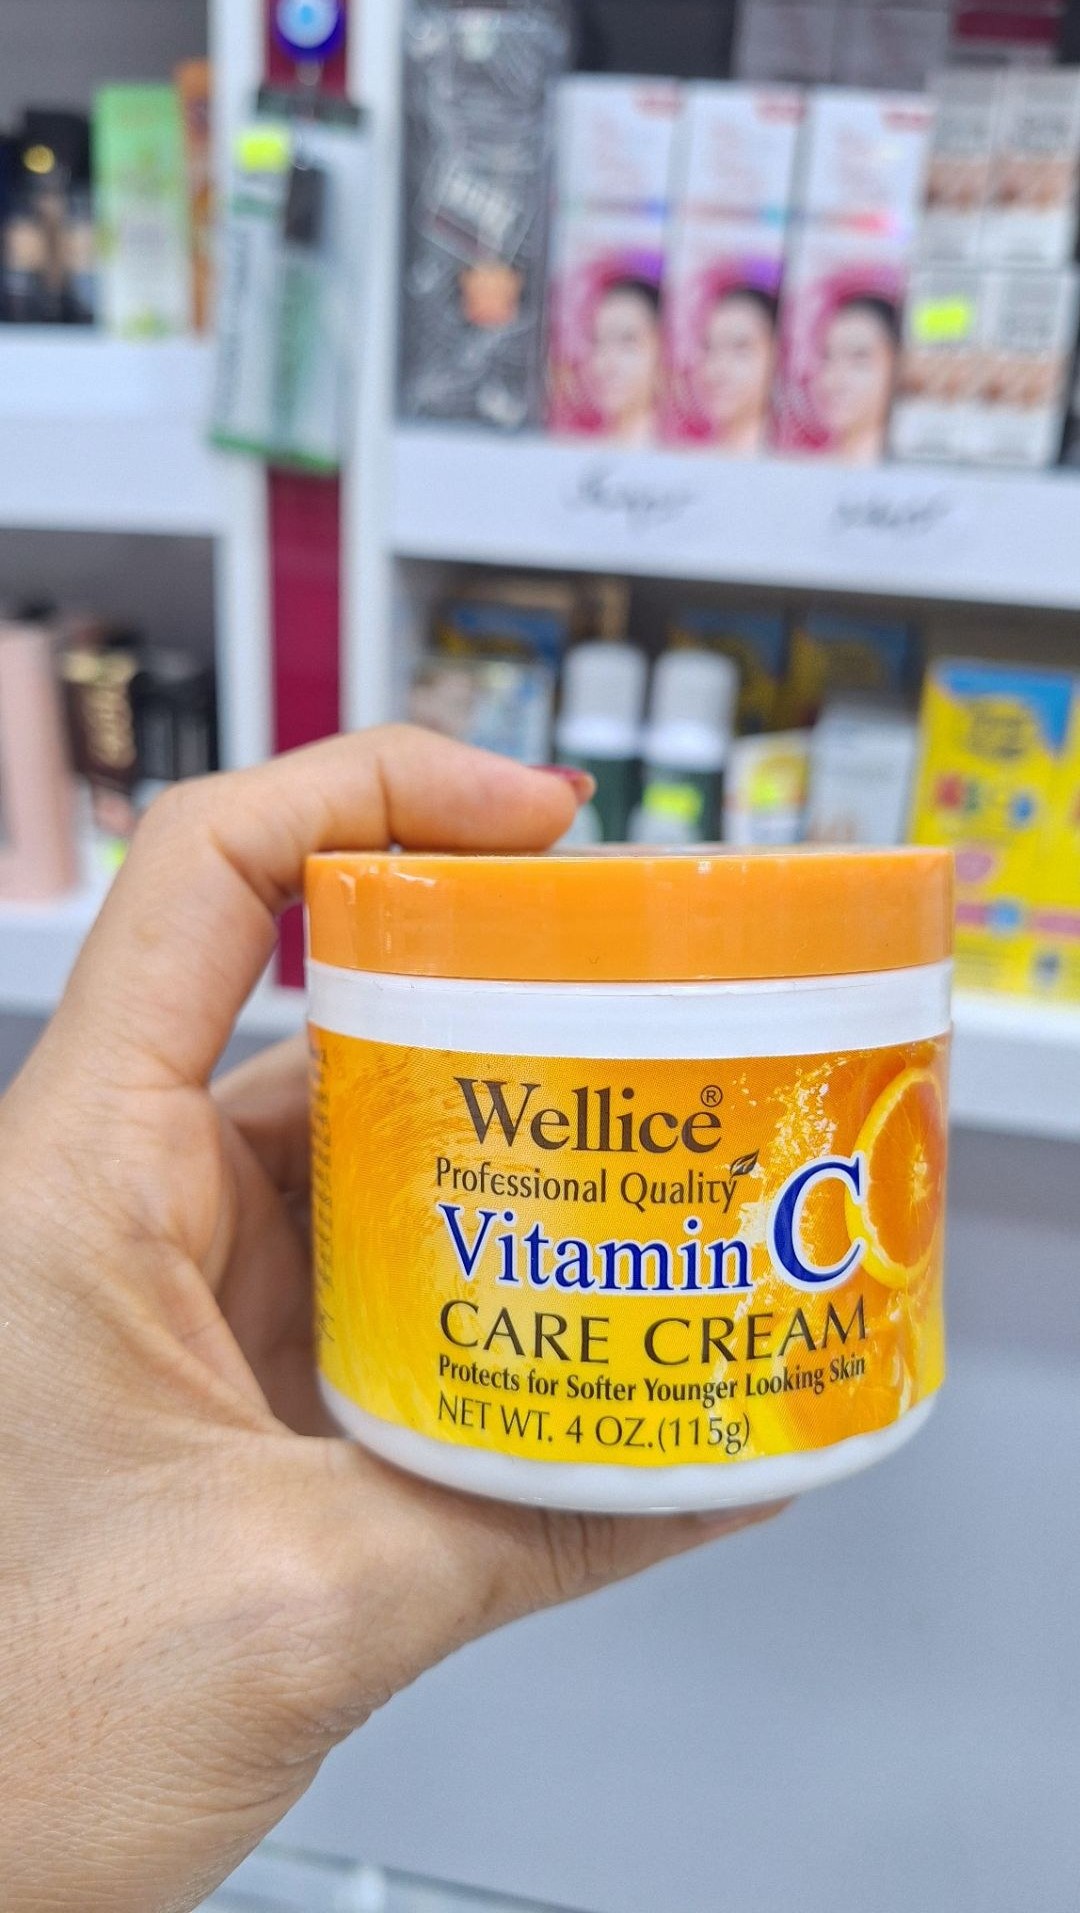 Wellice®
Professional Quality
Vitamin C
CARE CREAM
Protects for Softer Younger Looking Skin
NET WT. 4 OZ.(115g)